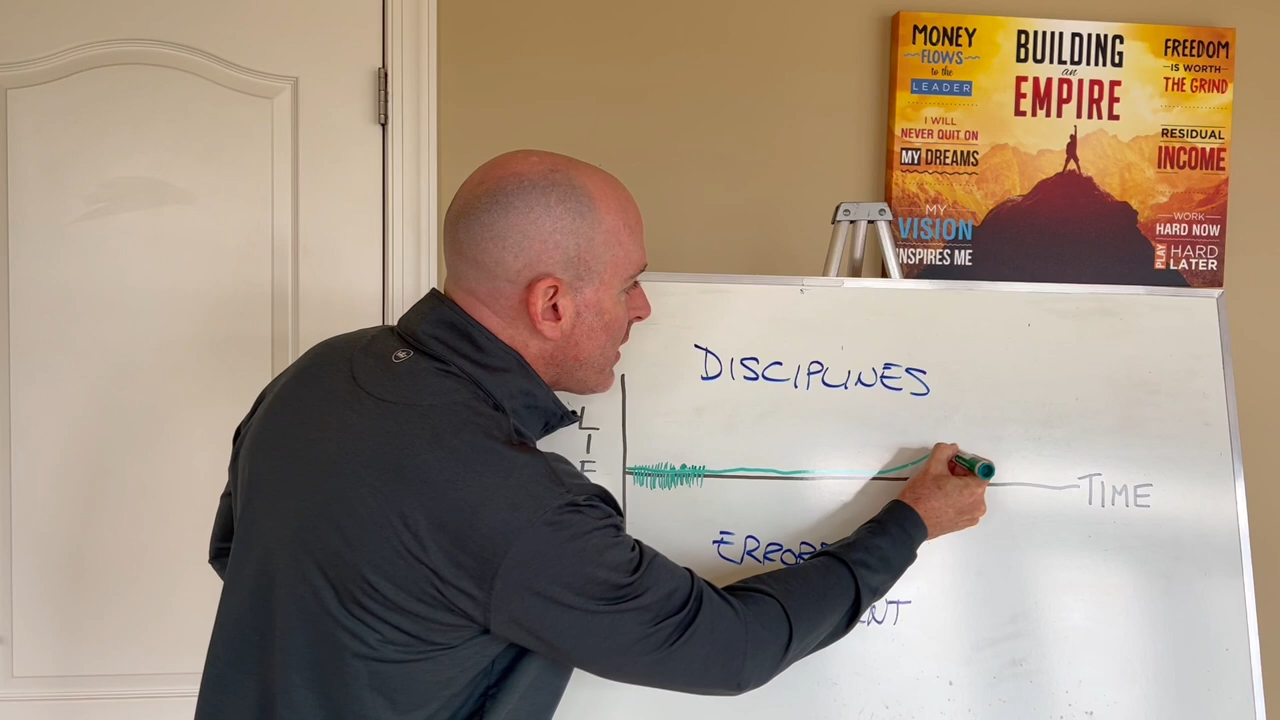 MONEY
FLOWS
to the
LEADER
I WILL
NEVER QUIT ON
MY DREAMS
MY
VISION
INSPIRES ME
BUILDING
an
EMPIRE
FREEDOM
IS WORTH
THE GRIND
RESIDUAL
INCOME
WORK
HARD NOW
PLAY HARD
LATER
DISCIPLINES
LIF
TIME